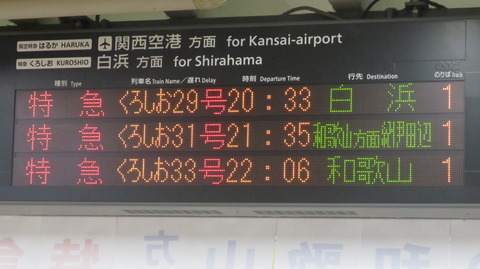 関空特急 はるか HARUKA 関西空港 方面 for Kansai-airport
特急 くろしお KUROSHIO 白浜 方面 for Shirahama
種別 Type 列車名 Train Name / 遅れ Delay 時刻 Departure Time 行先 Destination のりば Track
特急 くろしお29号 20:33 白浜 1
特急 くろしお31号 21:35 和歌山方面紀伊田辺 1
特急 くろしお33号 22:06 和歌山 1